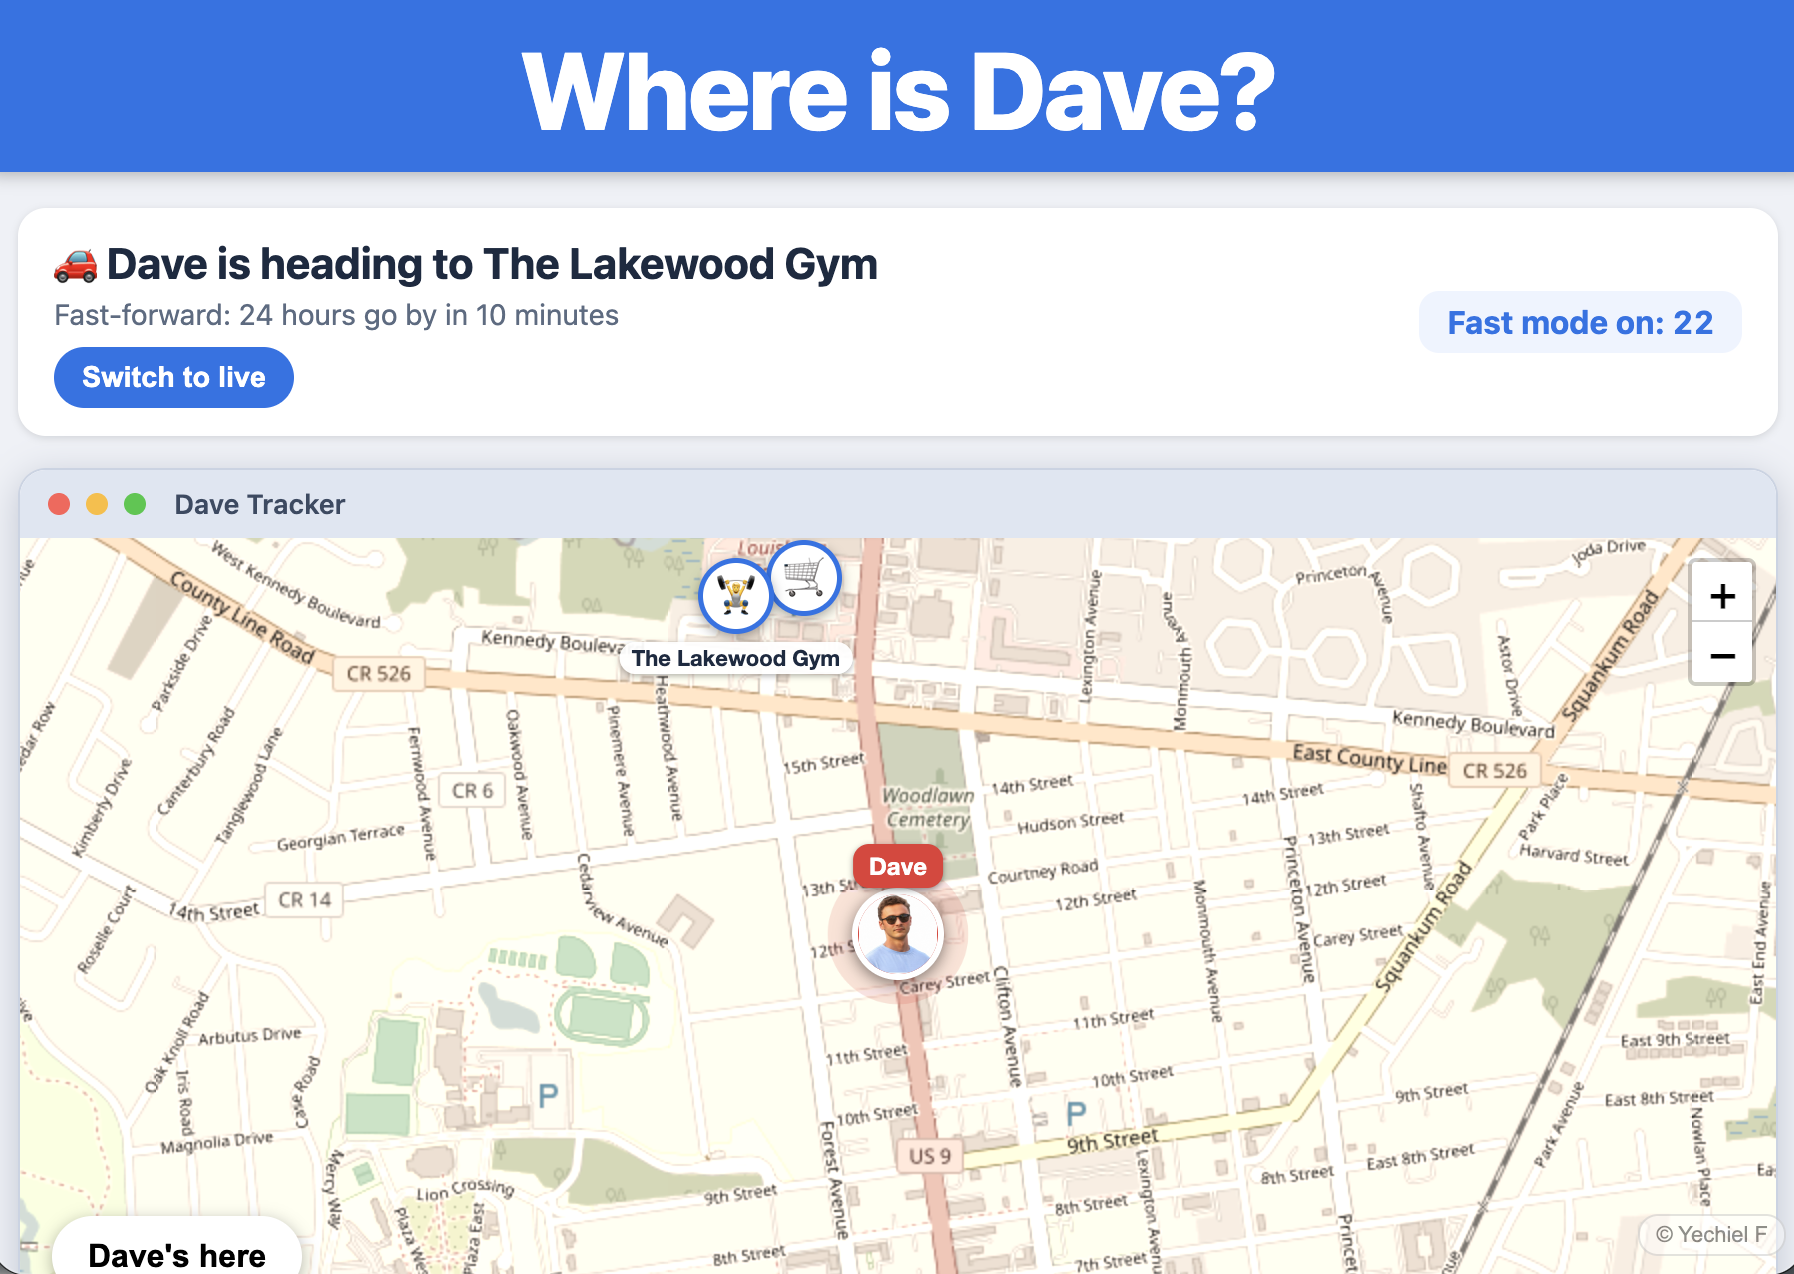 Where is Dave?
Dave is heading to The Lakewood Gym
Fast-forward: 24 hours go by in 10 minutes
Fast mode on: 22
Switch to live
Dave Tracker
Joda Drive
West Kennedy Boulevard
Princeton Avenue
County Line Road
Lexington Avenue
Monmouth Avenue
Squankum Road
+
−
Kennedy
The Lakewood Gym
Parkside Drive
CR 526
Astor Drive
Heathwood Avenue
Kennedy Boulevard
Oakwood Avenue
Pinemere Avenue
Fernwood Avenue
Canterbury Road
Tanglewood Lane
Kimberly Drive
15th Street
East County Line
CR 526
CR 6
14th Street
14th Street
Woodlawn
Cemetery
Shafto Avenue
Park Place
Hudson Street
13th Street
Georgian Terrace
Harvard Street
Dave
Courtney Road
Princeton Avenue
12th Street
13th
12th Street
CR 14
14th Street
Cedarview Avenue
Roselle Court
Monmouth Avenue
Carey Street
Squankum Road
East End Avenue
12th
Carey Street
Clifton Avenue
11th Street
Oak Knoll Road
Arbutus Drive
11th Street
East 9th Street
Iris Road
Casey Road
P
10th Street
10th Street
P
9th Street
East 8th Street
Park Avenue
Nowlan Place
Magnolia Drive
Forest Avenue
US 9
9th Street
East 8th Street
8th Street
Mercy Way
Lion Crossing
Lexington Avenue
9th Street
8th Street
© Yechiel F
Dave's here
8th Street
7th Street